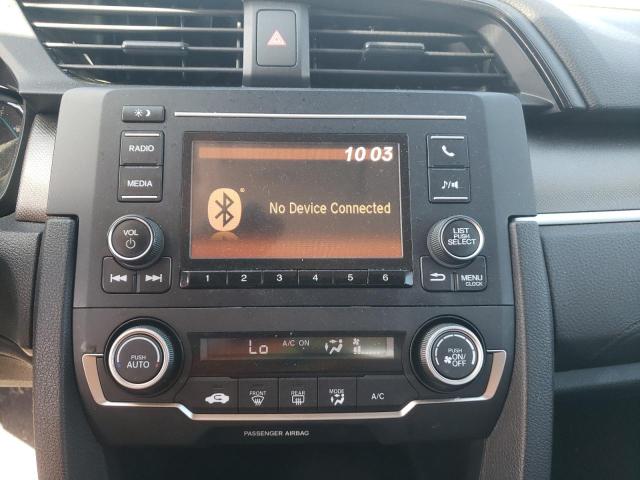 10 03
RADIO
MEDIA
No Device Connected
VOL
LIST
PUSH
SELECT
1 2 3 4 5 6
MENU
CLOCK
PUSH
AUTO
Lo
A/C ON
PUSH
ON/
OFF
FRONT
REAR
MODE
A/C
PASSENGER AIRBAG